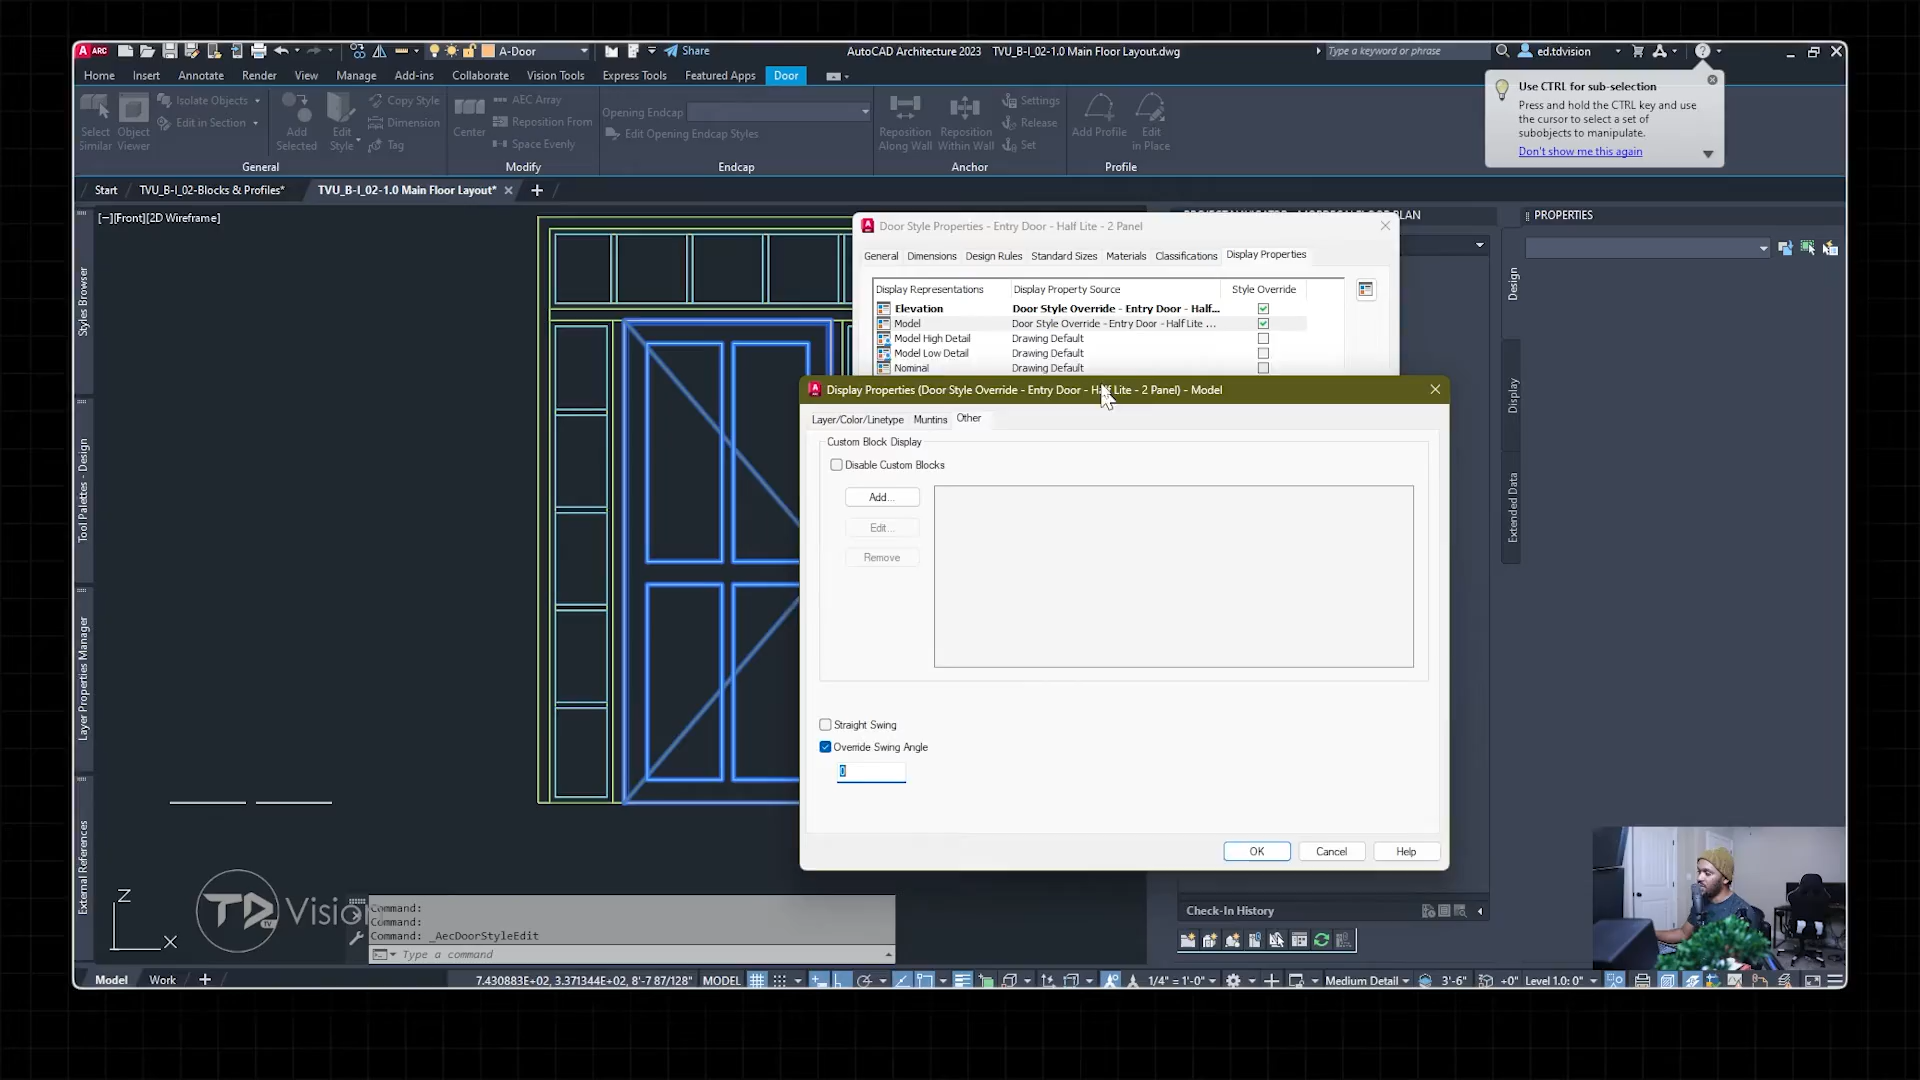 ARC
A-Door
Share
AutoCAD Architecture 2023 TVU_B-I_02-1.0 Main Floor Layout.dwg
Type a keyword or phrase
ed.tdvision
Home Insert Annotate Render View Manage Add-ins Collaborate Vision Tools Express Tools Featured Apps Door
Select Similar
Object Viewer
Isolate Objects
Edit in Section
General
Add Selected
Edit Style
Copy Style
Dimension
Tag
Center
AEC Array
Reposition From
Space Evenly
Modify
Opening Endcap
Edit Opening Endcap Styles
Endcap
Reposition Along Wall
Reposition Within Wall
Settings
Release
Set
Anchor
Add Profile
Edit in Place
Profile
Use CTRL for sub-selection
Press and hold the CTRL key and use
the cursor to select a set of
subobjects to manipulate.
Don't show me this again
Start TVU_B-I_02-Blocks & Profiles* TVU_B-I_02-1.0 Main Floor Layout*
[−][Front][2D Wireframe]
PROPERTIES
Styles Browser
Tool Palettes - Design
Layer Properties Manager
External References
Design
Display
Extended Data
Door Style Properties - Entry Door - Half Lite - 2 Panel
General Dimensions Design Rules Standard Sizes Materials Classifications Display Properties
Display Representations Display Property Source Style Override
Elevation Door Style Override - Entry Door - Half...
Model Door Style Override - Entry Door - Half Lite ...
Model High Detail Drawing Default
Model Low Detail Drawing Default
Nominal Drawing Default
Display Properties (Door Style Override - Entry Door - Half Lite - 2 Panel) - Model
Layer/Color/Linetype Muntins Other
Custom Block Display
Disable Custom Blocks
Add...
Edit...
Remove
Straight Swing
Override Swing Angle
0
OK Cancel Help
Check-In History
Z
X
TD Vision
TV
Command:
Command:
Command: _AecDoorStyleEdit
Type a command
Model Work
7.430883E+02, 3.371344E+02, 8'-7 87/128" MODEL
1/4" = 1'-0"
Medium Detail
3'-6"
+0"
Level 1.0: 0"